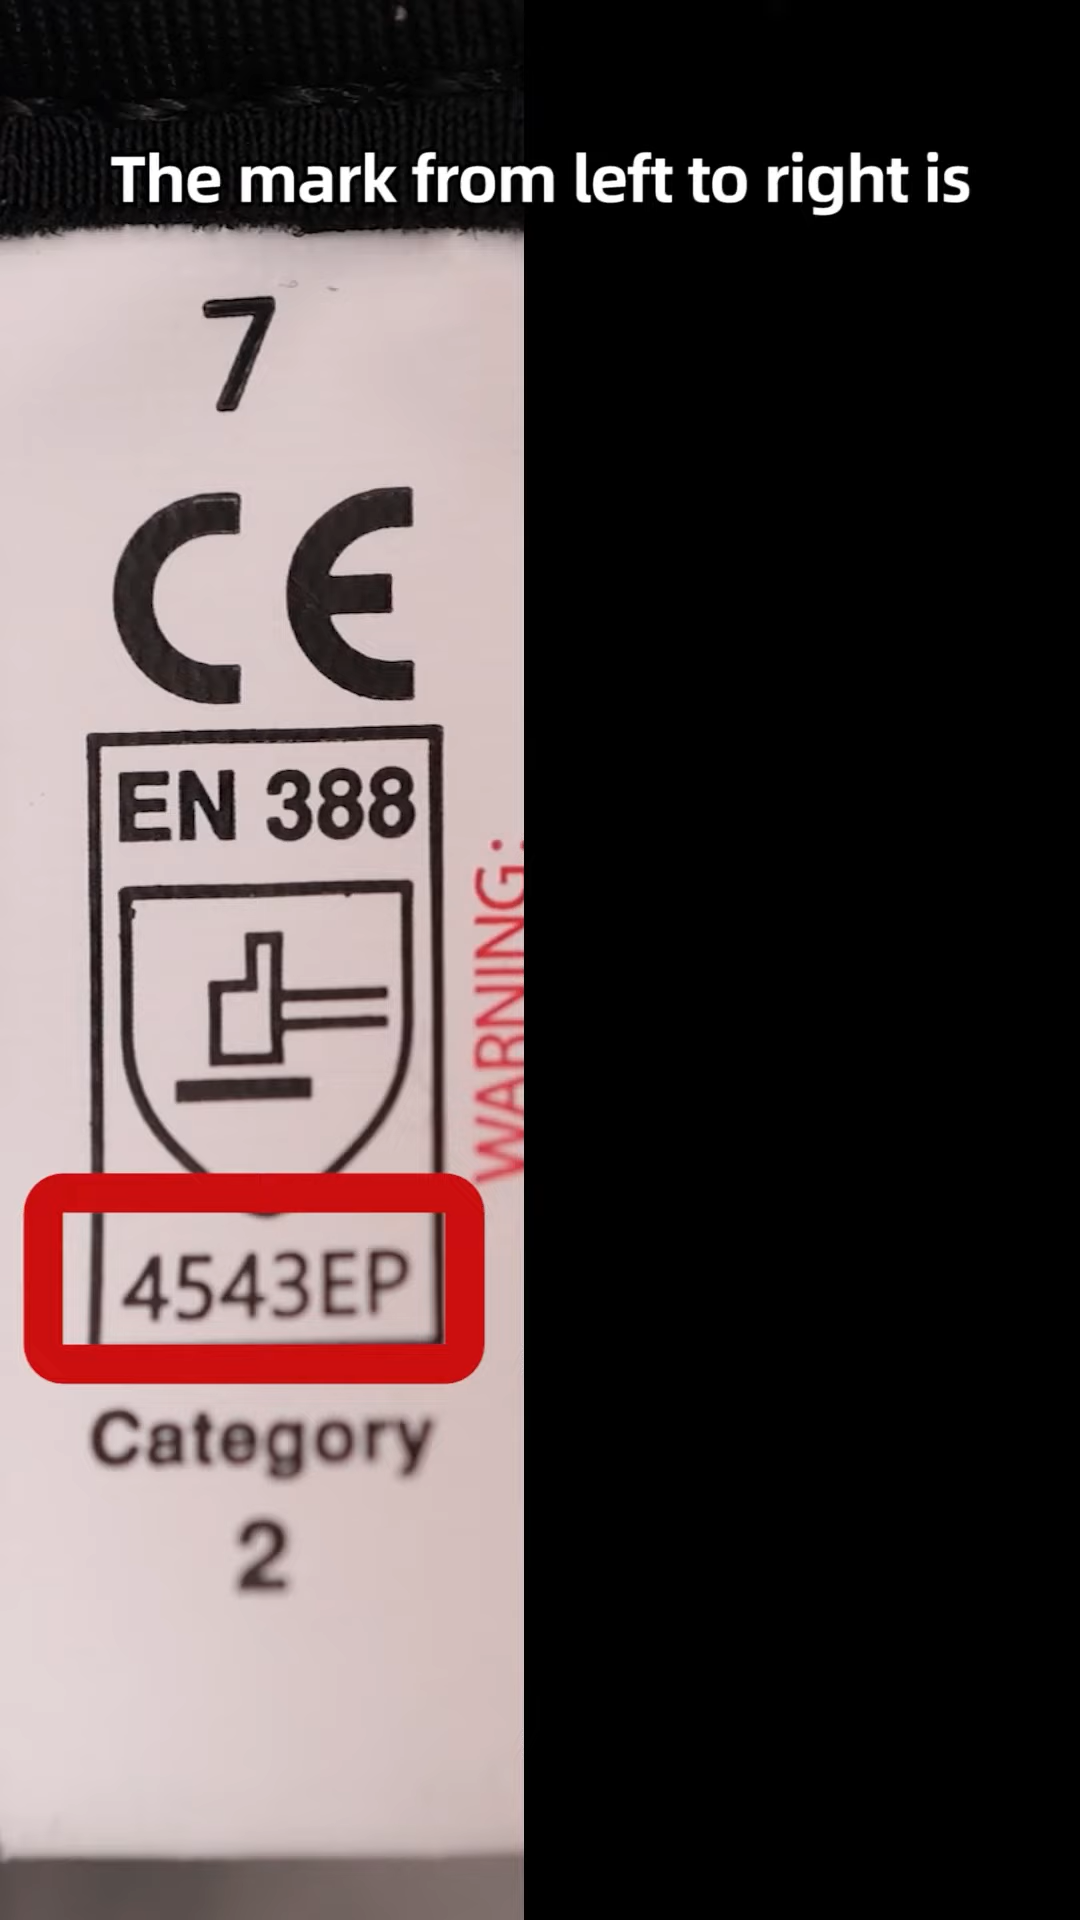 The mark from left to right is
7
CE
EN 388
WARNING:
4543EP
Category
2